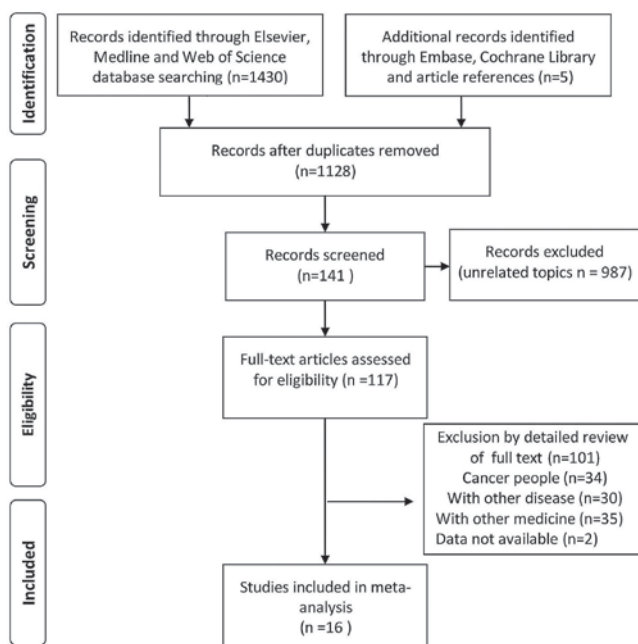 Identification
Records identified through Elsevier,
Medline and Web of Science
database searching (n=1430)
Additional records identified
through Embase, Cochrane Library
and article references (n=5)
Records after duplicates removed
(n=1128)
Screening
Records screened
(n=141 )
Records excluded
(unrelated topics n = 987)
Eligibility
Full-text articles assessed
for eligibility (n =117)
Exclusion by detailed review
of full text (n=101)
Cancer people (n=34)
With other disease (n=30)
With other medicine (n=35)
Data not available (n=2)
Included
Studies included in meta-
analysis
(n =16 )